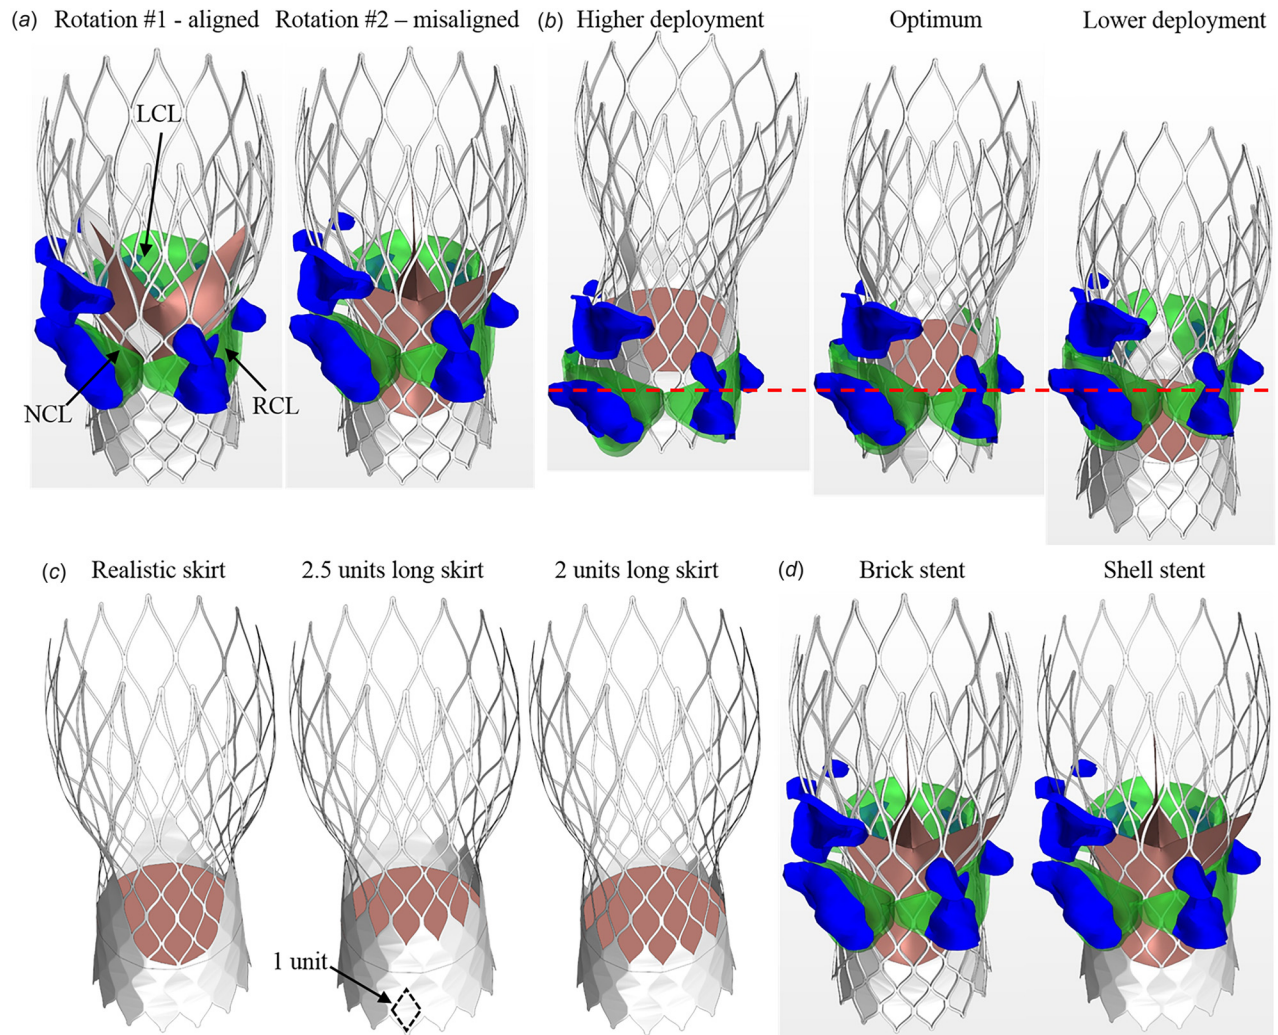 (a) Rotation #1 - aligned
Rotation #2 – misaligned
(b) Higher deployment
Optimum
Lower deployment
LCL
NCL
RCL
(c) Realistic skirt
2.5 units long skirt
2 units long skirt
(d) Brick stent
Shell stent
1 unit